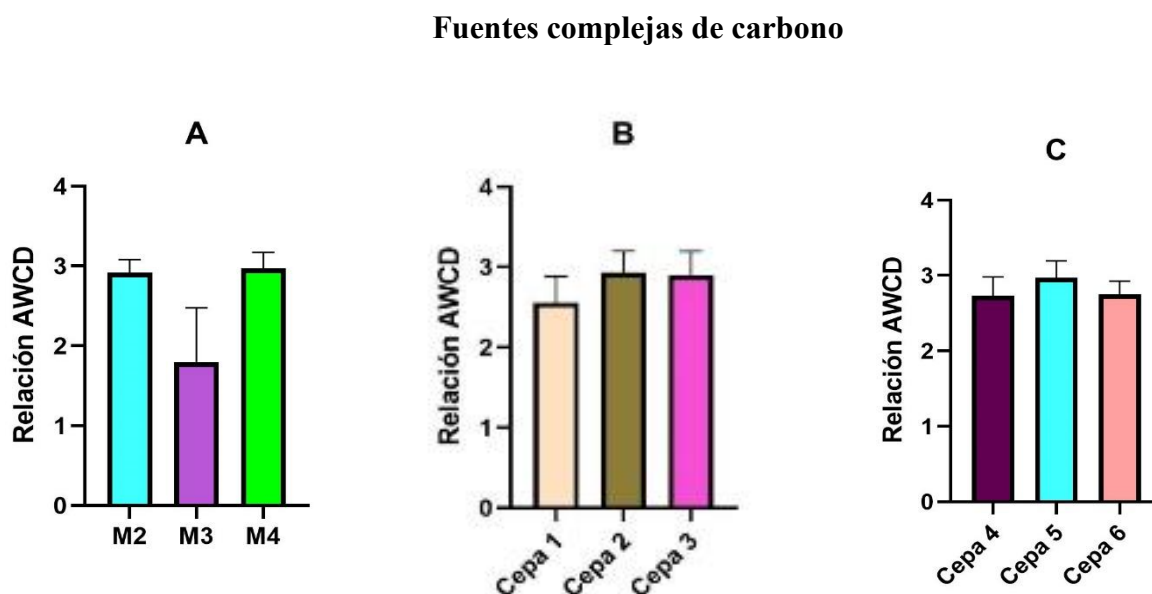 Fuentes complejas de carbono
A
Relación AWCD
4
3
2
1
0
M2 M3 M4
B
Relación AWCD
4
3
2
1
0
Cepa 1 Cepa 2 Cepa 3
C
Relación AWCD
4
3
2
1
0
Cepa 4 Cepa 5 Cepa 6